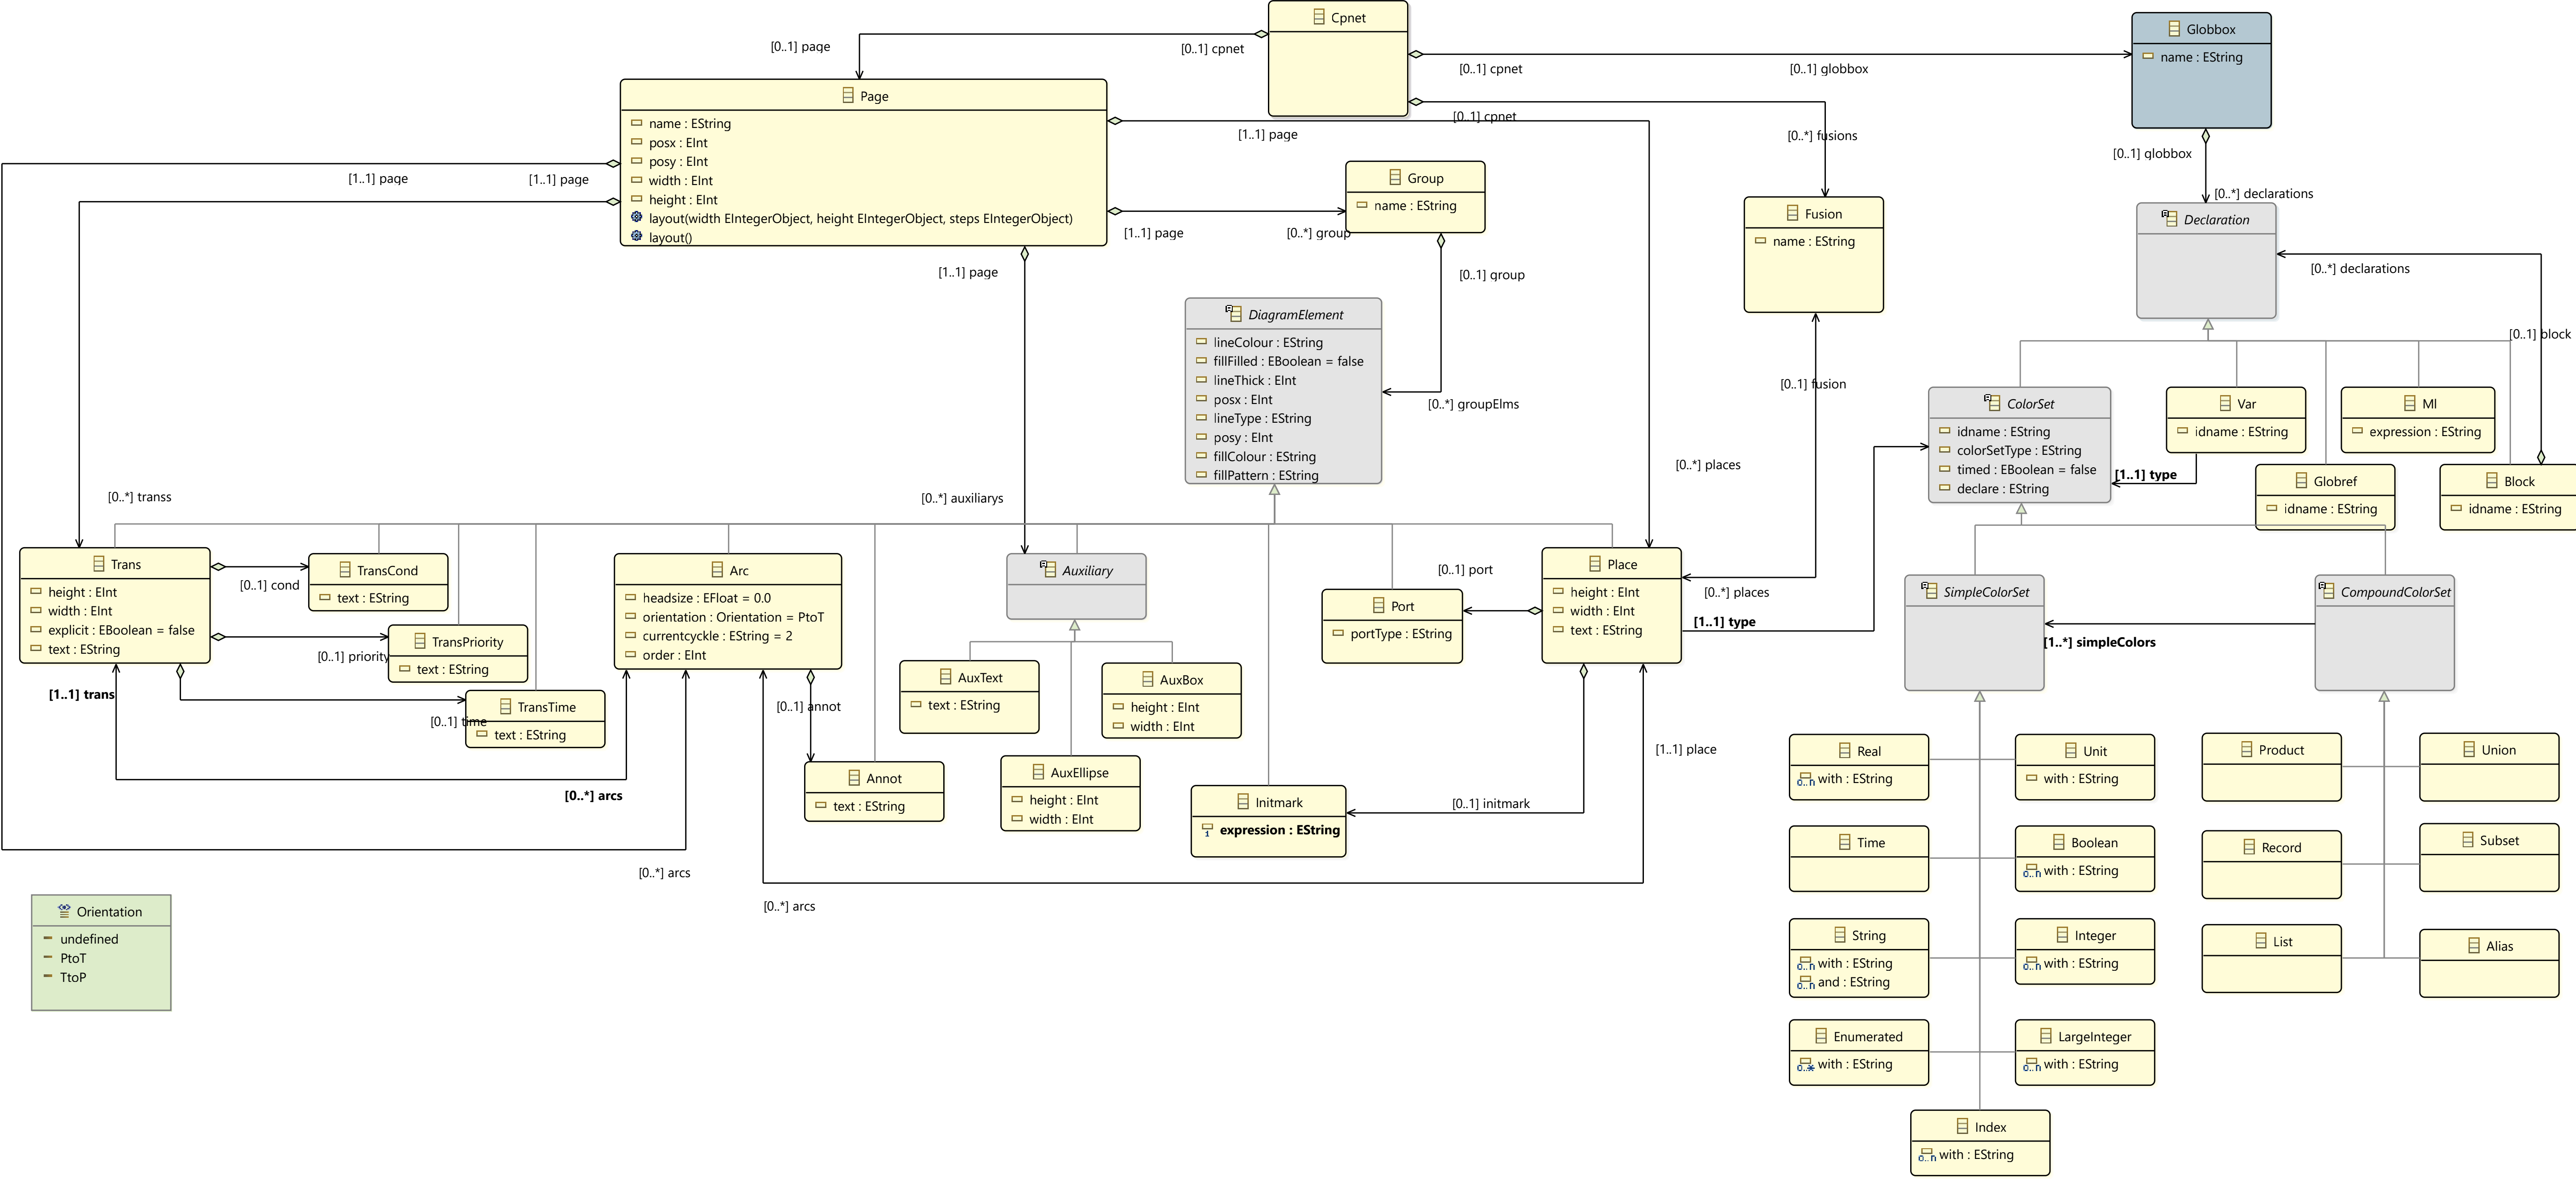 Cpnet
[0..1] page
[0..1] cpnet
[0..1] cpnet
[0..1] globbox
[0..1] cpnet
Globbox
name : EString
Page
name : EString
posx : EInt
posy : EInt
width : EInt
height : EInt
layout(width EIntegerObject, height EIntegerObject, steps EIntegerObject)
layout()
[1..1] page
[1..1] page
[1..1] page
[1..1] page
[0..*] group
[1..1] page
Group
name : EString
[0..1] group
[0..*] fusions
Fusion
name : EString
[0..1] globbox
[0..*] declarations
Declaration
[0..*] declarations
[0..1] block
DiagramElement
lineColour : EString
fillFilled : EBoolean = false
lineThick : EInt
posx : EInt
lineType : EString
posy : EInt
fillColour : EString
fillPattern : EString
[0..*] groupElms
[0..1] fusion
[0..*] places
ColorSet
idname : EString
colorSetType : EString
timed : EBoolean = false
declare : EString
Var
idname : EString
[1..1] type
Ml
expression : EString
Globref
idname : EString
Block
idname : EString
[0..*] transs
[0..*] auxiliarys
Trans
height : EInt
width : EInt
explicit : EBoolean = false
text : EString
[0..1] cond
TransCond
text : EString
[0..1] priority
TransPriority
text : EString
[0..1] time
TransTime
text : EString
[1..1] trans
[0..*] arcs
Arc
headsize : EFloat = 0.0
orientation : Orientation = PtoT
currentcyckle : EString = 2
order : EInt
[0..1] annot
Annot
text : EString
[0..*] arcs
[0..*] arcs
Auxiliary
AuxText
text : EString
AuxBox
height : EInt
width : EInt
AuxEllipse
height : EInt
width : EInt
Initmark
expression : EString
[0..1] initmark
[0..1] port
Port
portType : EString
Place
height : EInt
width : EInt
text : EString
[0..*] places
[1..1] type
[1..1] place
SimpleColorSet
CompoundColorSet
[1..*] simpleColors
Real
0..n with : EString
Unit
with : EString
Product
Union
Time
Boolean
0..n with : EString
Record
Subset
String
0..n with : EString
0..n and : EString
Integer
0..n with : EString
List
Alias
Enumerated
0..* with : EString
LargeInteger
0..n with : EString
Index
0..n with : EString
Orientation
undefined
PtoT
TtoP